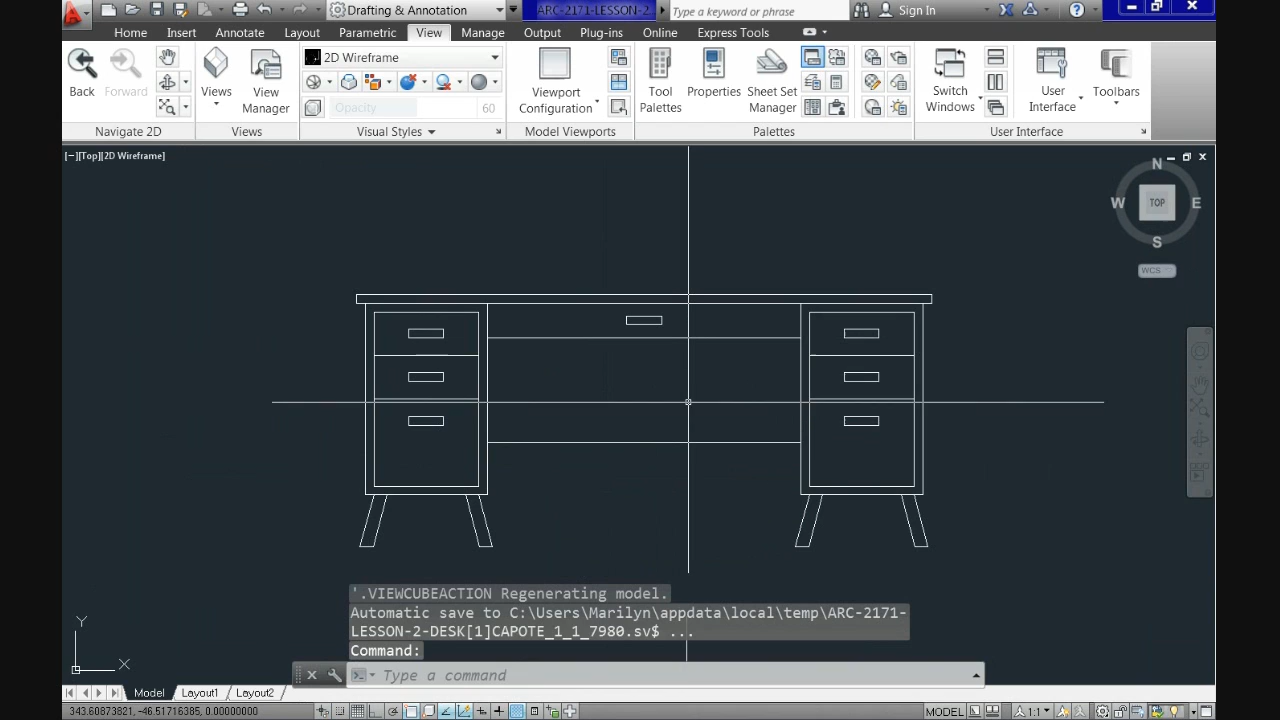 Drafting & Annotation
ARC-2171-LESSON-2
Type a keyword or phrase
Sign In
Home Insert Annotate Layout Parametric View Manage Output Plug-ins Online Express Tools
2D Wireframe
Back Forward Views View Manager
Opacity 60
Viewport Configuration
Tool Palettes Properties Sheet Set Manager
Switch Windows User Interface Toolbars
Navigate 2D Views Visual Styles Model Viewports Palettes User Interface
[−][Top][2D Wireframe]
N
W TOP E
S
WCS
'.VIEWCUBEACTION Regenerating model.
Automatic save to C:\Users\Marilyn\appdata\local\temp\ARC-2171-
LESSON-2-DESK[1]CAPOTE_1_1_7980.sv$ ...
Command:
Y
X
Type a command
Model Layout1 Layout2
343.60873821, -46.51716385, 0.00000000 MODEL 1:1